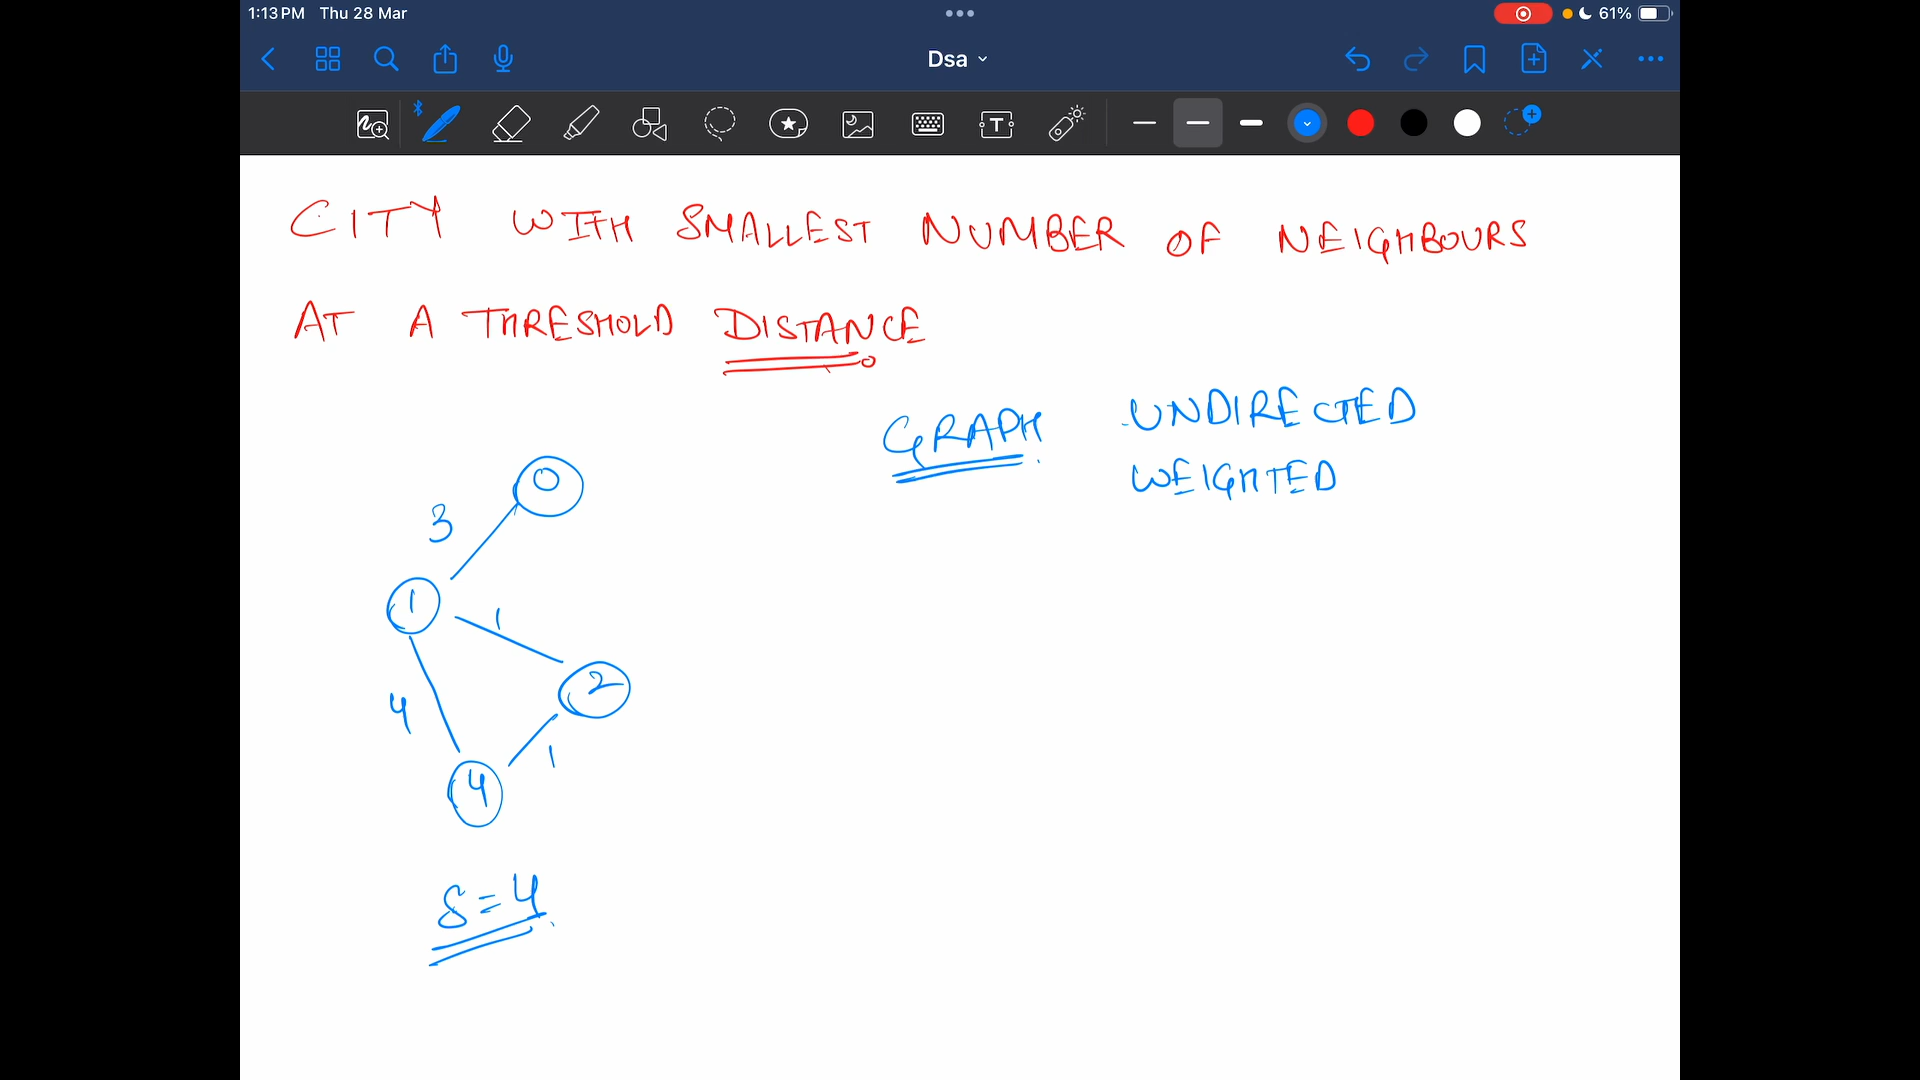 1:13 PM Thu 28 Mar 61%
Dsa
T
CITY WITH SMALLEST NUMBER OF NEIGHBOURS
AT A THRESHOLD DISTANCE
GRAPH UNDIRECTED
WEIGHTED
0
3
1
1
2
4
1
4
S=4